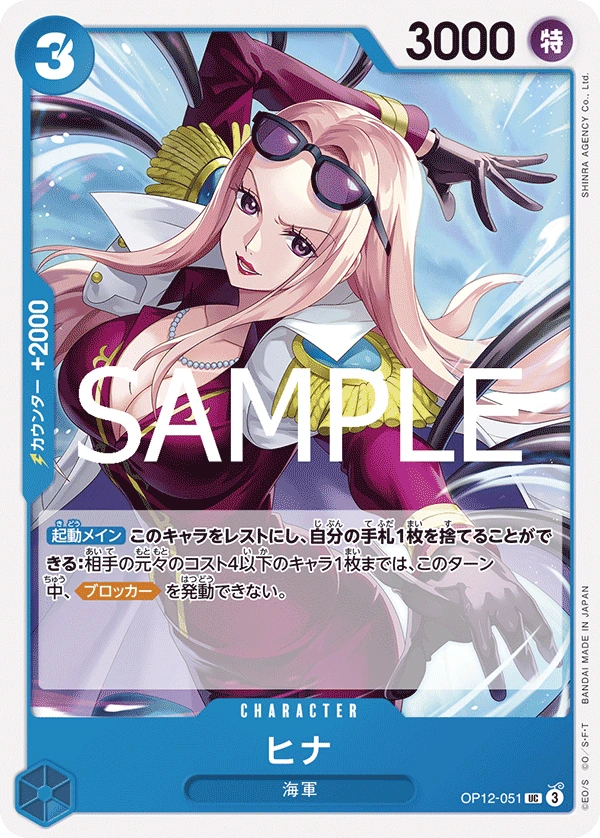 3
3000 特
SHINRA AGENCY Co., Ltd.
カウンター +2000
SAMPLE
起動メイン このキャラをレストにし、自分の手札1枚を捨てることがで
きる：相手の元々のコスト4以下のキャラ1枚までは、このターン
中、ブロッカー を発動できない。
CHARACTER
ヒナ
海軍
OP12-051 UC 3
©E.O/S ©O/S・F・T BANDAI MADE IN JAPAN